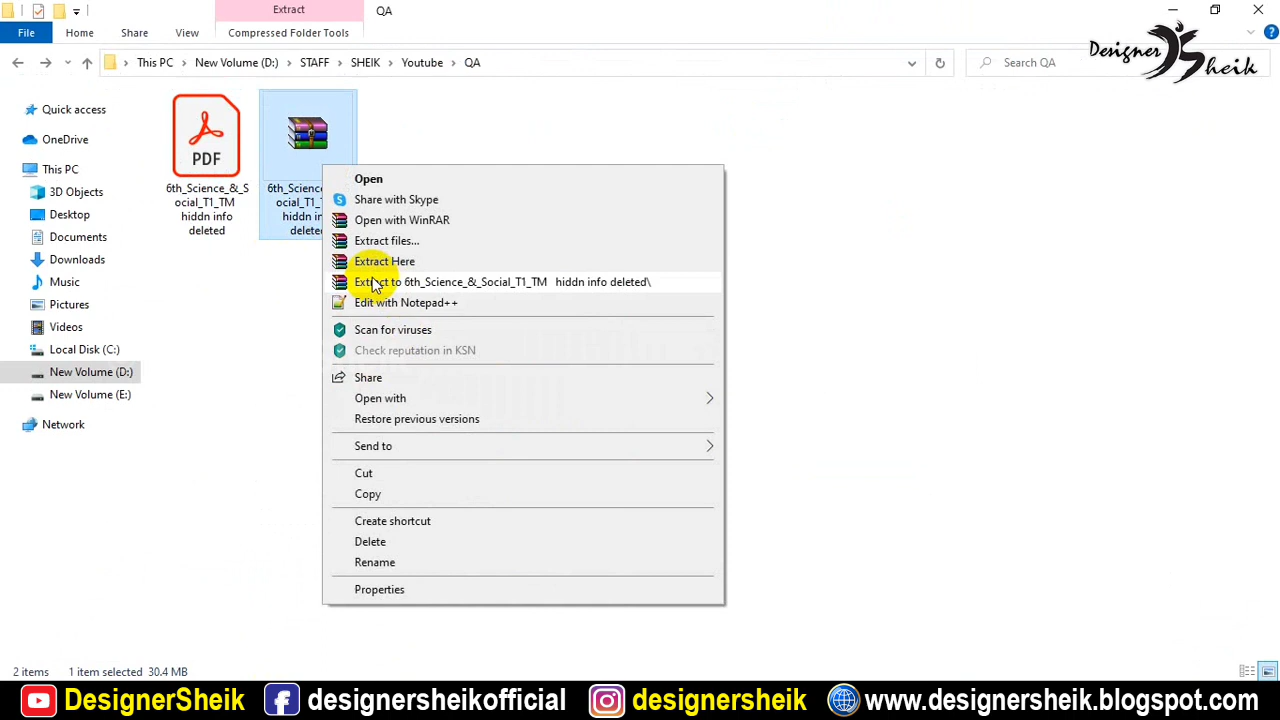 Extract
QA
File
Home
Share
View
Compressed Folder Tools
Designer
Sheik
This PC
New Volume (D:)
STAFF
SHEIK
Youtube
QA
Search QA
Quick access
OneDrive
This PC
3D Objects
Desktop
Documents
Downloads
Music
Pictures
Videos
Local Disk (C:)
New Volume (D:)
New Volume (E:)
Network
PDF
6th_Science_&_S
ocial_T1_TM
hiddn info
deleted
6th_Scienc
ocial_T1_
hiddn in
delete
Open
Share with Skype
Open with WinRAR
Extract files...
Extract Here
Extract to 6th_Science_&_Social_T1_TM   hiddn info deleted\
Edit with Notepad++
Scan for viruses
Check reputation in KSN
Share
Open with
Restore previous versions
Send to
Cut
Copy
Create shortcut
Delete
Rename
Properties
2 items
1 item selected 30.4 MB
DesignerSheik
designersheikofficial
designersheik
www.designersheik.blogspot.com